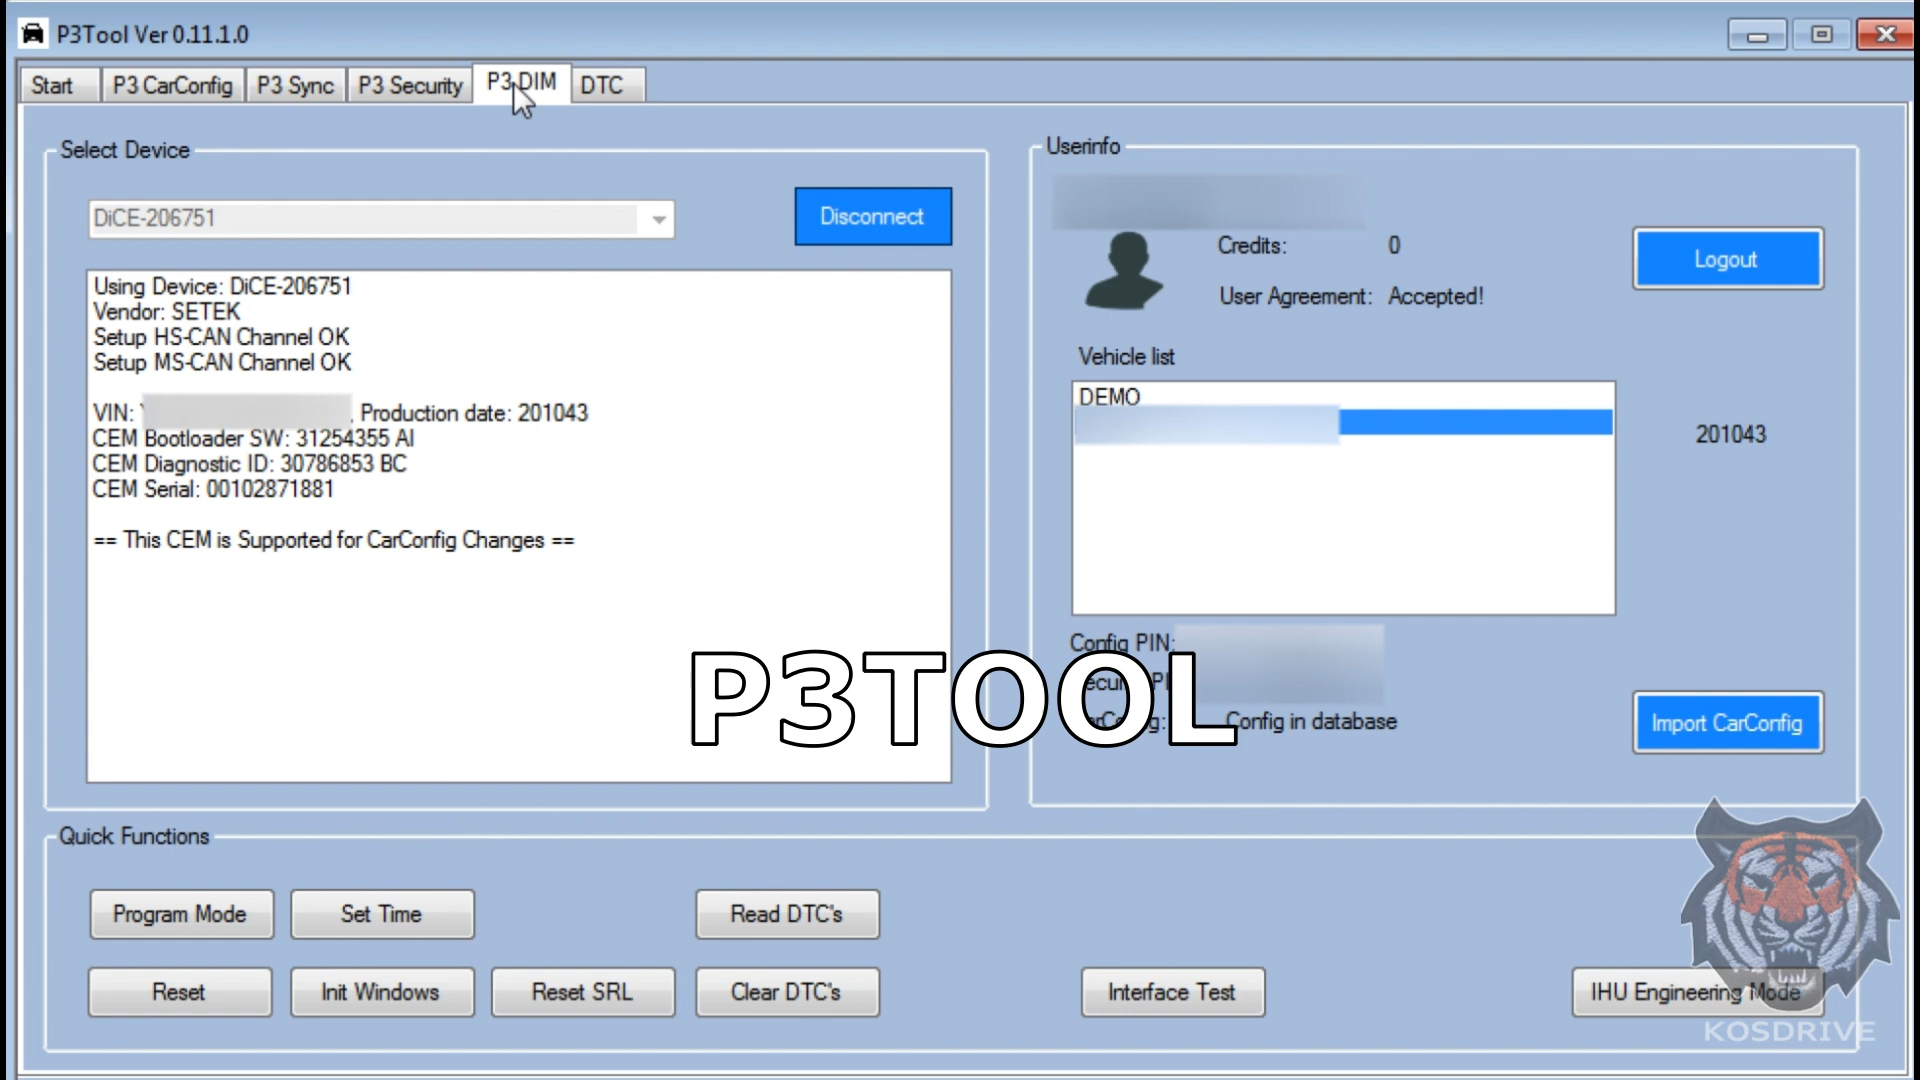 P3Tool Ver 0.11.1.0
Start P3 CarConfig P3 Sync P3 Security P3 DIM DTC
Select Device
DiCE-206751
Disconnect
Using Device: DiCE-206751
Vendor: SETEK
Setup HS-CAN Channel OK
Setup MS-CAN Channel OK
VIN: , Production date: 201043
CEM Bootloader SW: 31254355 AI
CEM Diagnostic ID: 30786853 BC
CEM Serial: 00102871881
== This CEM is Supported for CarConfig Changes ==
Userinfo
Credits: 0
Logout
User Agreement: Accepted!
Vehicle list
DEMO
201043
Config PIN:
Config in database
Import CarConfig
P3TOOL
Quick Functions
Program Mode Set Time Read DTC's
Reset Init Windows Reset SRL Clear DTC's Interface Test IHU Engineering Mode
KOSDRIVE